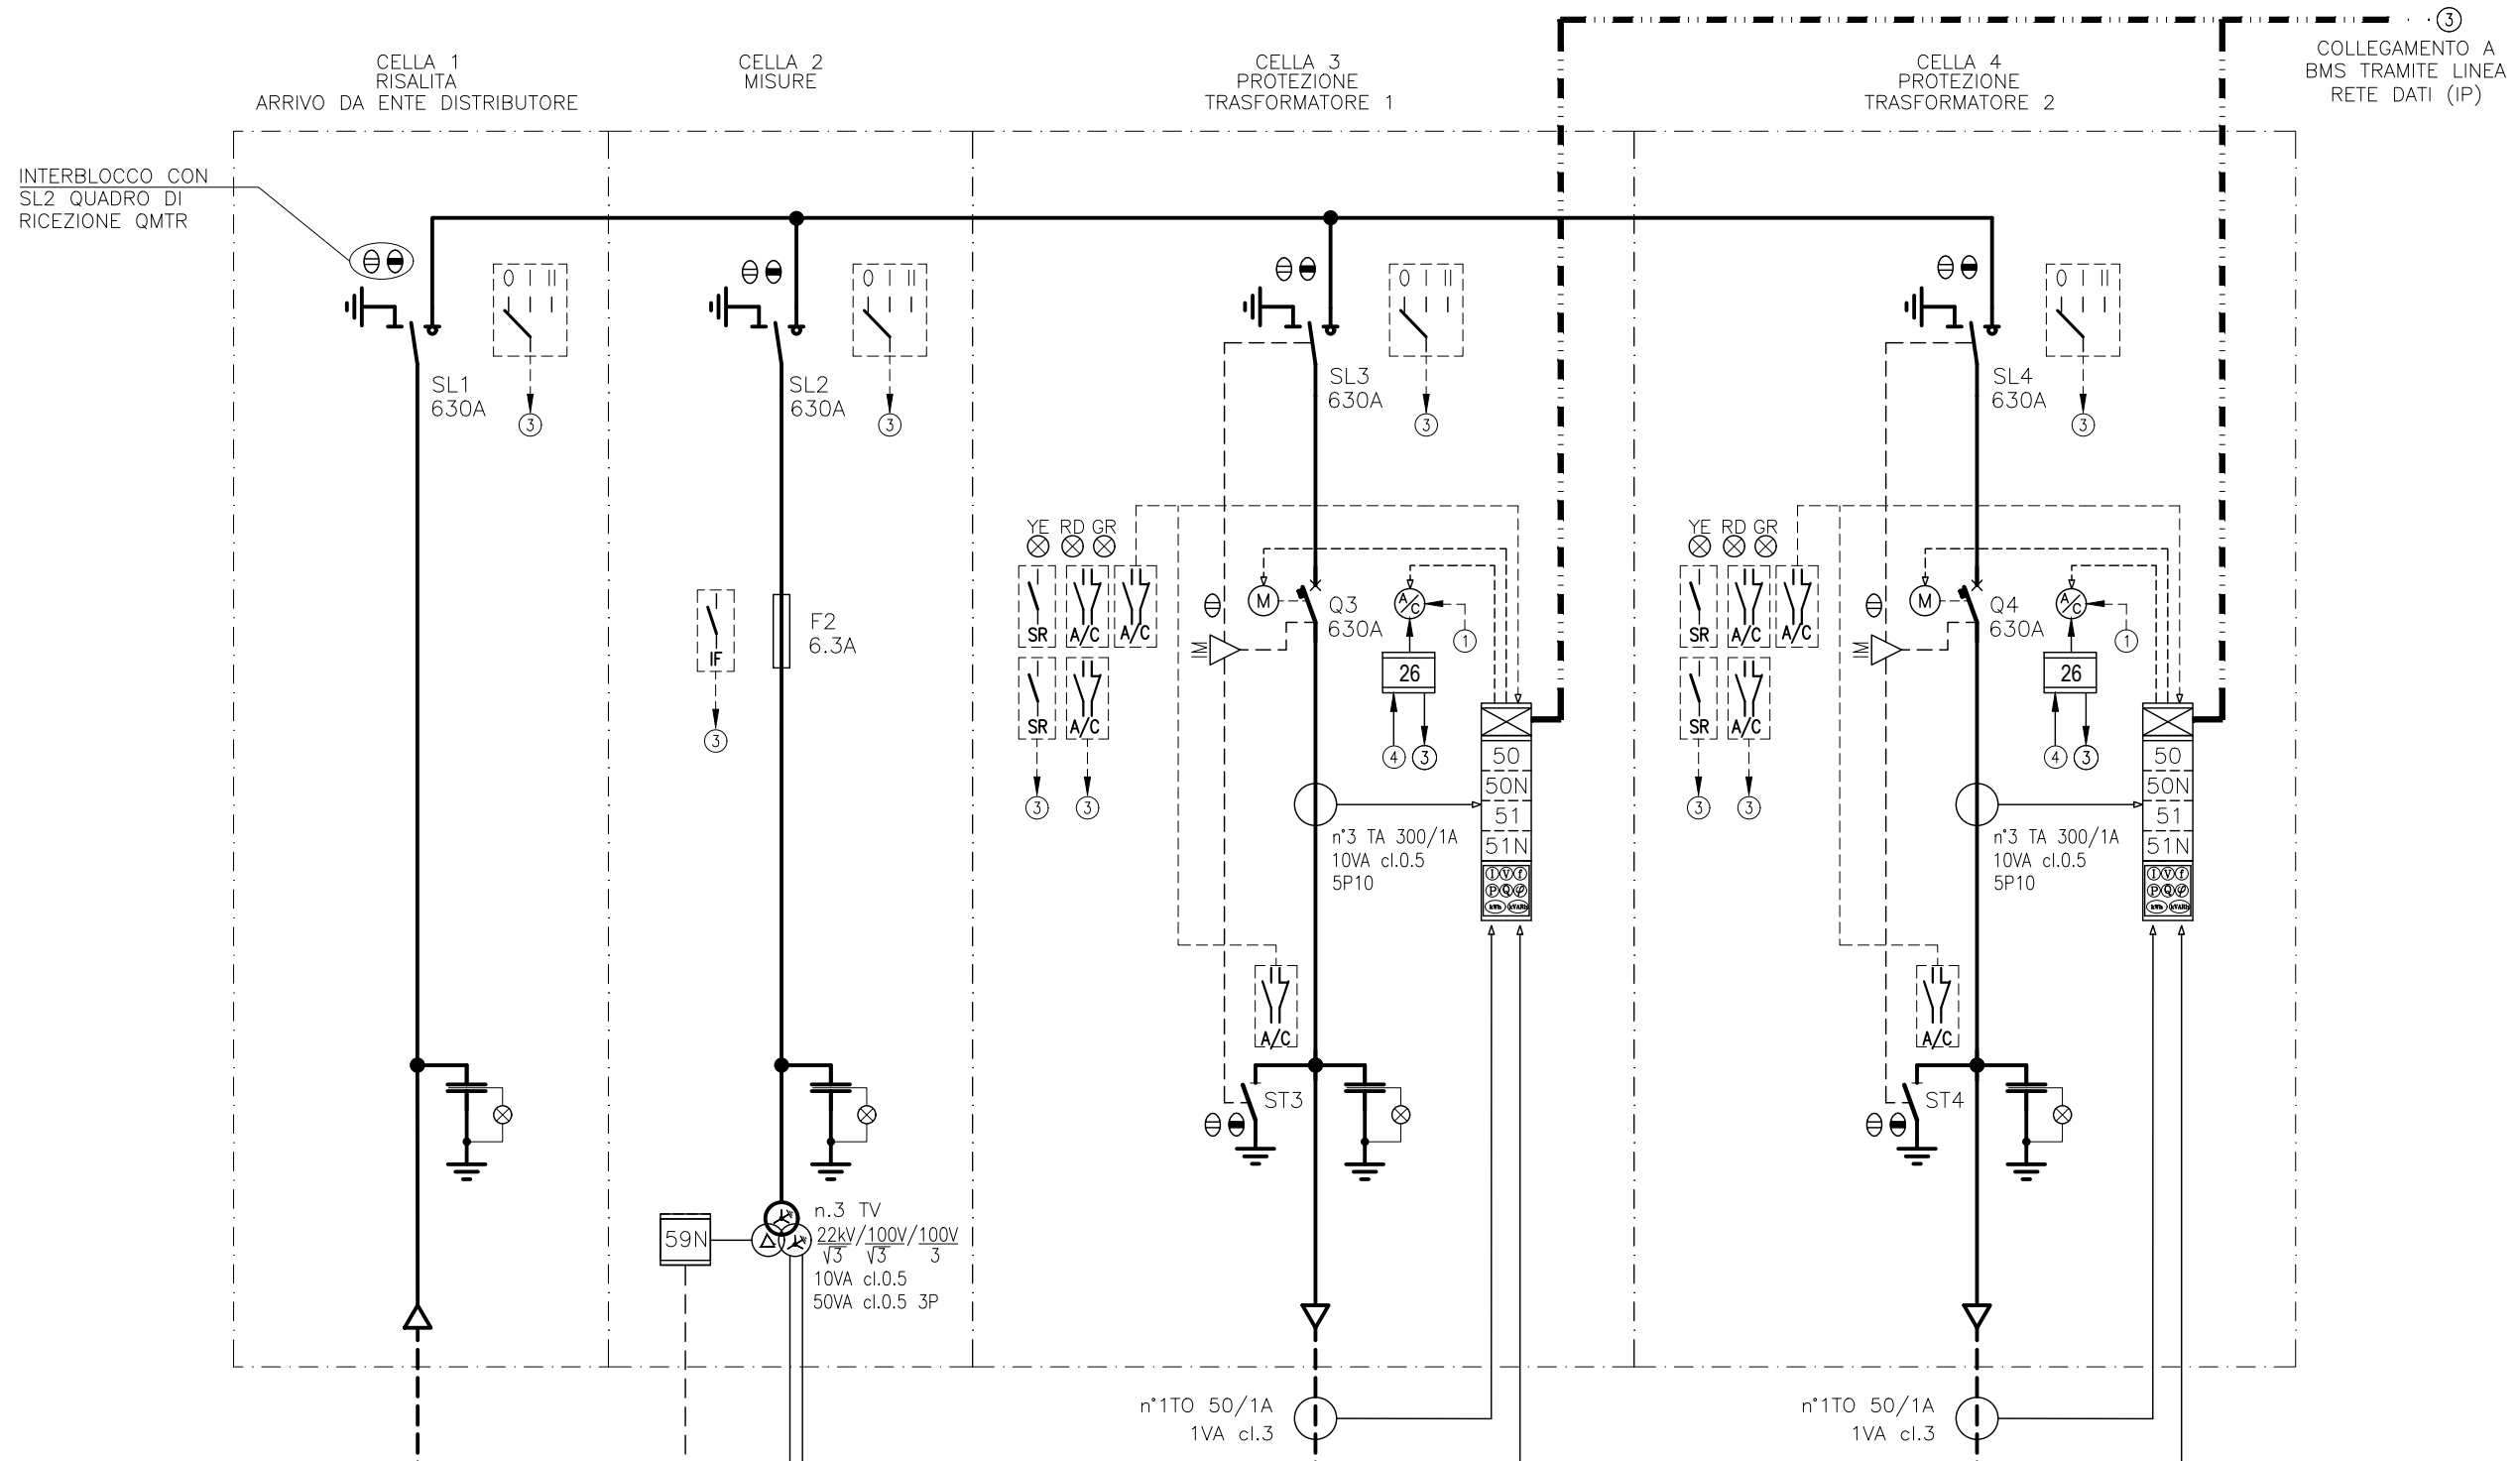 3
COLLEGAMENTO A
BMS TRAMITE LINEA
RETE DATI (IP)
CELLA 1
RISALITA
ARRIVO DA ENTE DISTRIBUTORE
CELLA 2
MISURE
CELLA 3
PROTEZIONE
TRASFORMATORE 1
CELLA 4
PROTEZIONE
TRASFORMATORE 2
INTERBLOCCO CON
SL2 QUADRO DI
RICEZIONE QMTR
0 I II
SL1
630A
3
0 I II
SL2
630A
3
IF
3
F2
6.3A
59N
n.3 TV
22kV/100V/100V
√3 √3 3
10VA cl.0.5
50VA cl.0.5 3P
0 I II
SL3
630A
3
YE RD GR
SR A/C A/C
SR A/C
3 3
M
Q3
630A
A/C
1
26
4 3
50
50N
51
51N
I V f
P Q φ
kWh kVARh
n°3 TA 300/1A
10VA cl.0.5
5P10
A/C
ST3
n°1TO 50/1A
1VA cl.3
0 I II
SL4
630A
3
YE RD GR
SR A/C A/C
SR A/C
3 3
M
Q4
630A
A/C
1
26
4 3
50
50N
51
51N
I V f
P Q φ
kWh kVARh
n°3 TA 300/1A
10VA cl.0.5
5P10
A/C
ST4
n°1TO 50/1A
1VA cl.3